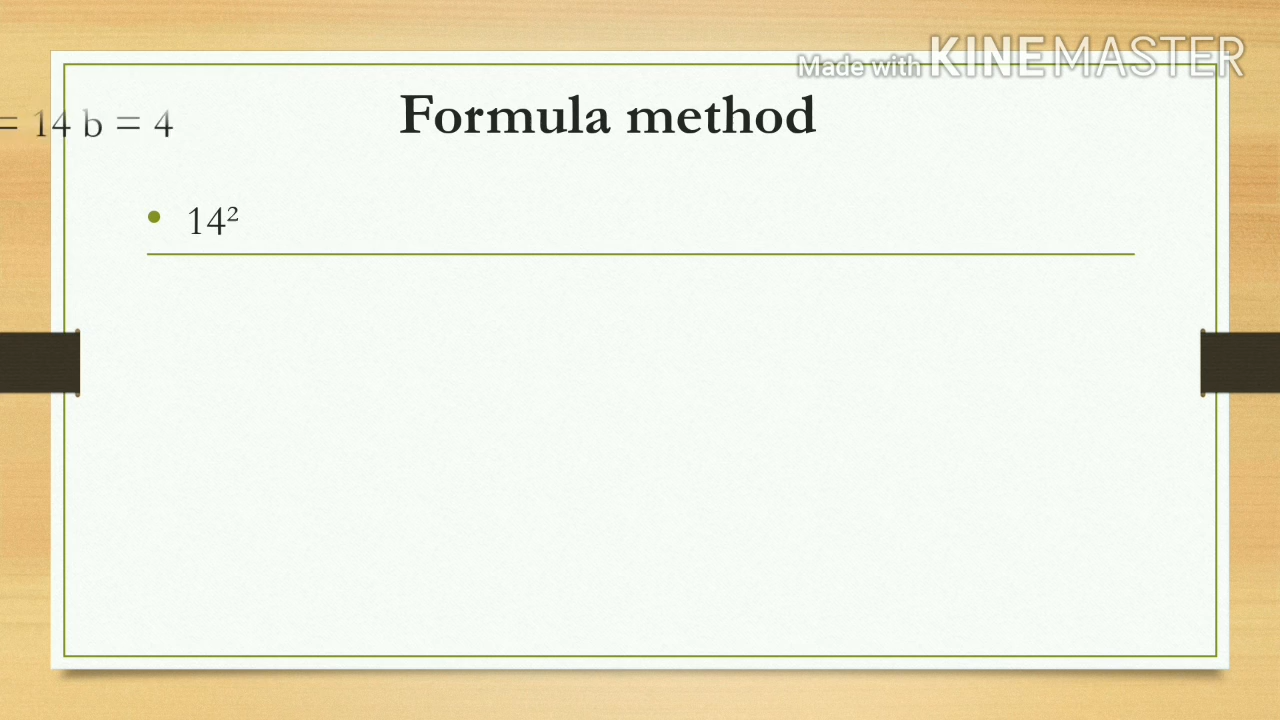 Made with KINEMASTER
Formula method
= 14 b = 4
• 14²